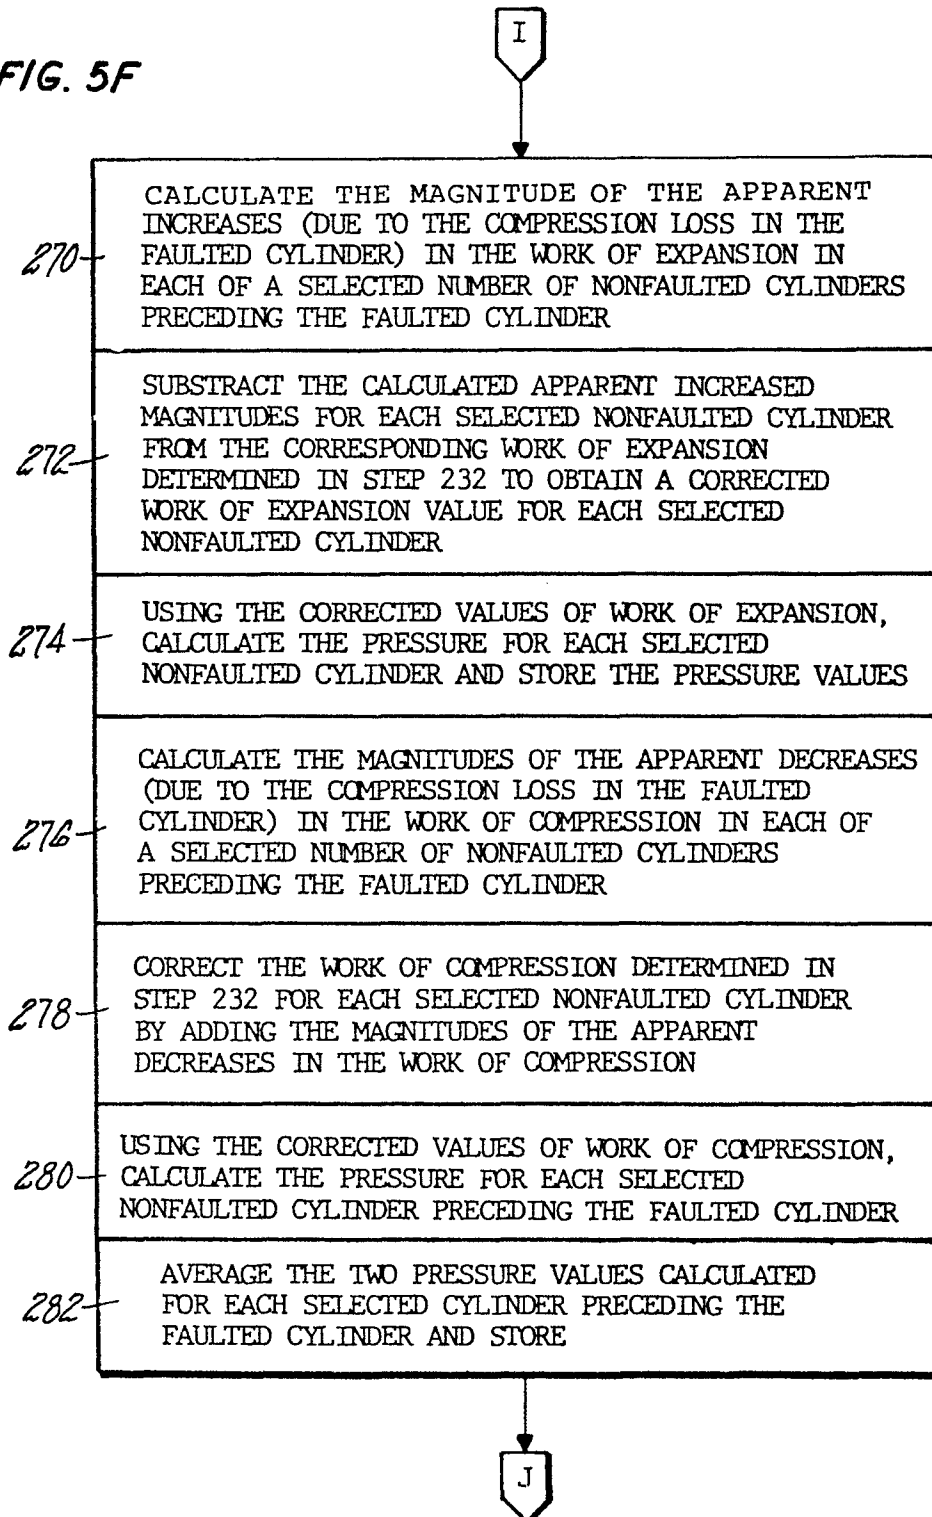 I
FIG. 5F
CALCULATE THE MAGNITUDE OF THE APPARENT
INCREASES (DUE TO THE COMPRESSION LOSS IN THE
FAULTED CYLINDER) IN THE WORK OF EXPANSION IN
EACH OF A SELECTED NUMBER OF NONFAULTED CYLINDERS
PRECEDING THE FAULTED CYLINDER
270
SUBSTRACT THE CALCULATED APPARENT INCREASED
MAGNITUDES FOR EACH SELECTED NONFAULTED CYLINDER
FROM THE CORRESPONDING WORK OF EXPANSION
DETERMINED IN STEP 232 TO OBTAIN A CORRECTED
WORK OF EXPANSION VALUE FOR EACH SELECTED
NONFAULTED CYLINDER
272
USING THE CORRECTED VALUES OF WORK OF EXPANSION,
CALCULATE THE PRESSURE FOR EACH SELECTED
NONFAULTED CYLINDER AND STORE THE PRESSURE VALUES
274
CALCULATE THE MAGNITUDES OF THE APPARENT DECREASES
(DUE TO THE COMPRESSION LOSS IN THE FAULTED
CYLINDER) IN THE WORK OF COMPRESSION IN EACH OF
A SELECTED NUMBER OF NONFAULTED CYLINDERS
PRECEDING THE FAULTED CYLINDER
276
CORRECT THE WORK OF COMPRESSION DETERMINED IN
STEP 232 FOR EACH SELECTED NONFAULTED CYLINDER
BY ADDING THE MAGNITUDES OF THE APPARENT
DECREASES IN THE WORK OF COMPRESSION
278
USING THE CORRECTED VALUES OF WORK OF COMPRESSION,
CALCULATE THE PRESSURE FOR EACH SELECTED
NONFAULTED CYLINDER PRECEDING THE FAULTED CYLINDER
280
AVERAGE THE TWO PRESSURE VALUES CALCULATED
FOR EACH SELECTED CYLINDER PRECEDING THE
FAULTED CYLINDER AND STORE
282
J